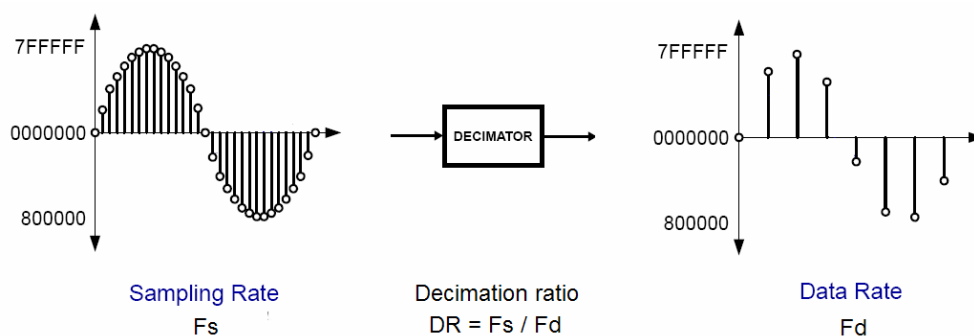 7FFFFF
0000000
800000
Sampling Rate
Fs
DECIMATOR
Decimation ratio
DR = Fs / Fd
7FFFFF
0000000
800000
Data Rate
Fd